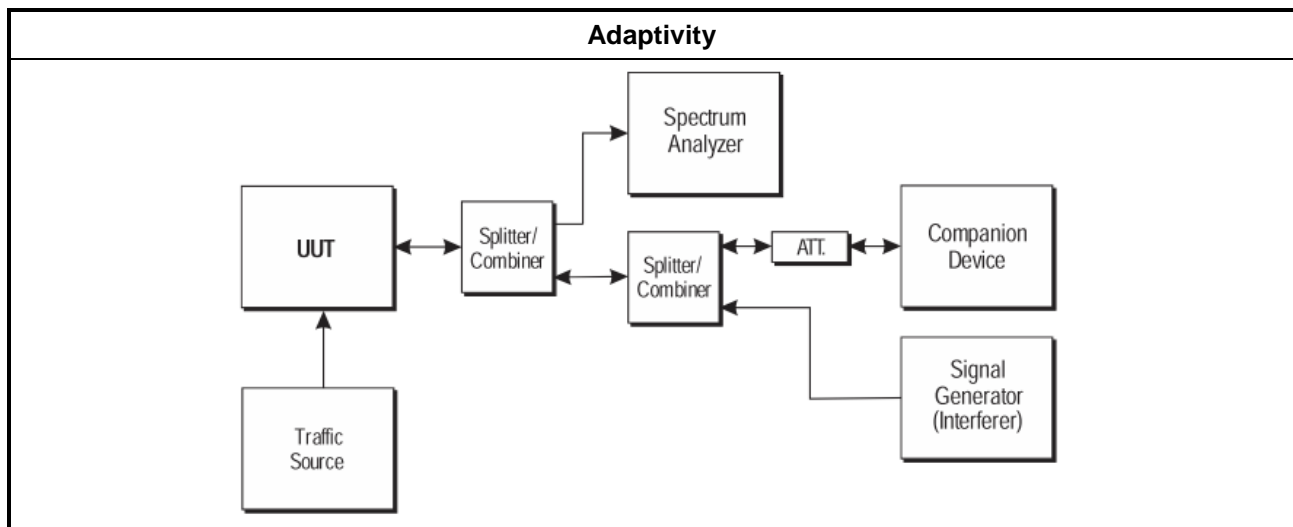 Adaptivity
Spectrum
Analyzer
UUT
Splitter/
Combiner
Splitter/
Combiner
ATT.
Companion
Device
Traffic
Source
Signal
Generator
(Interferer)